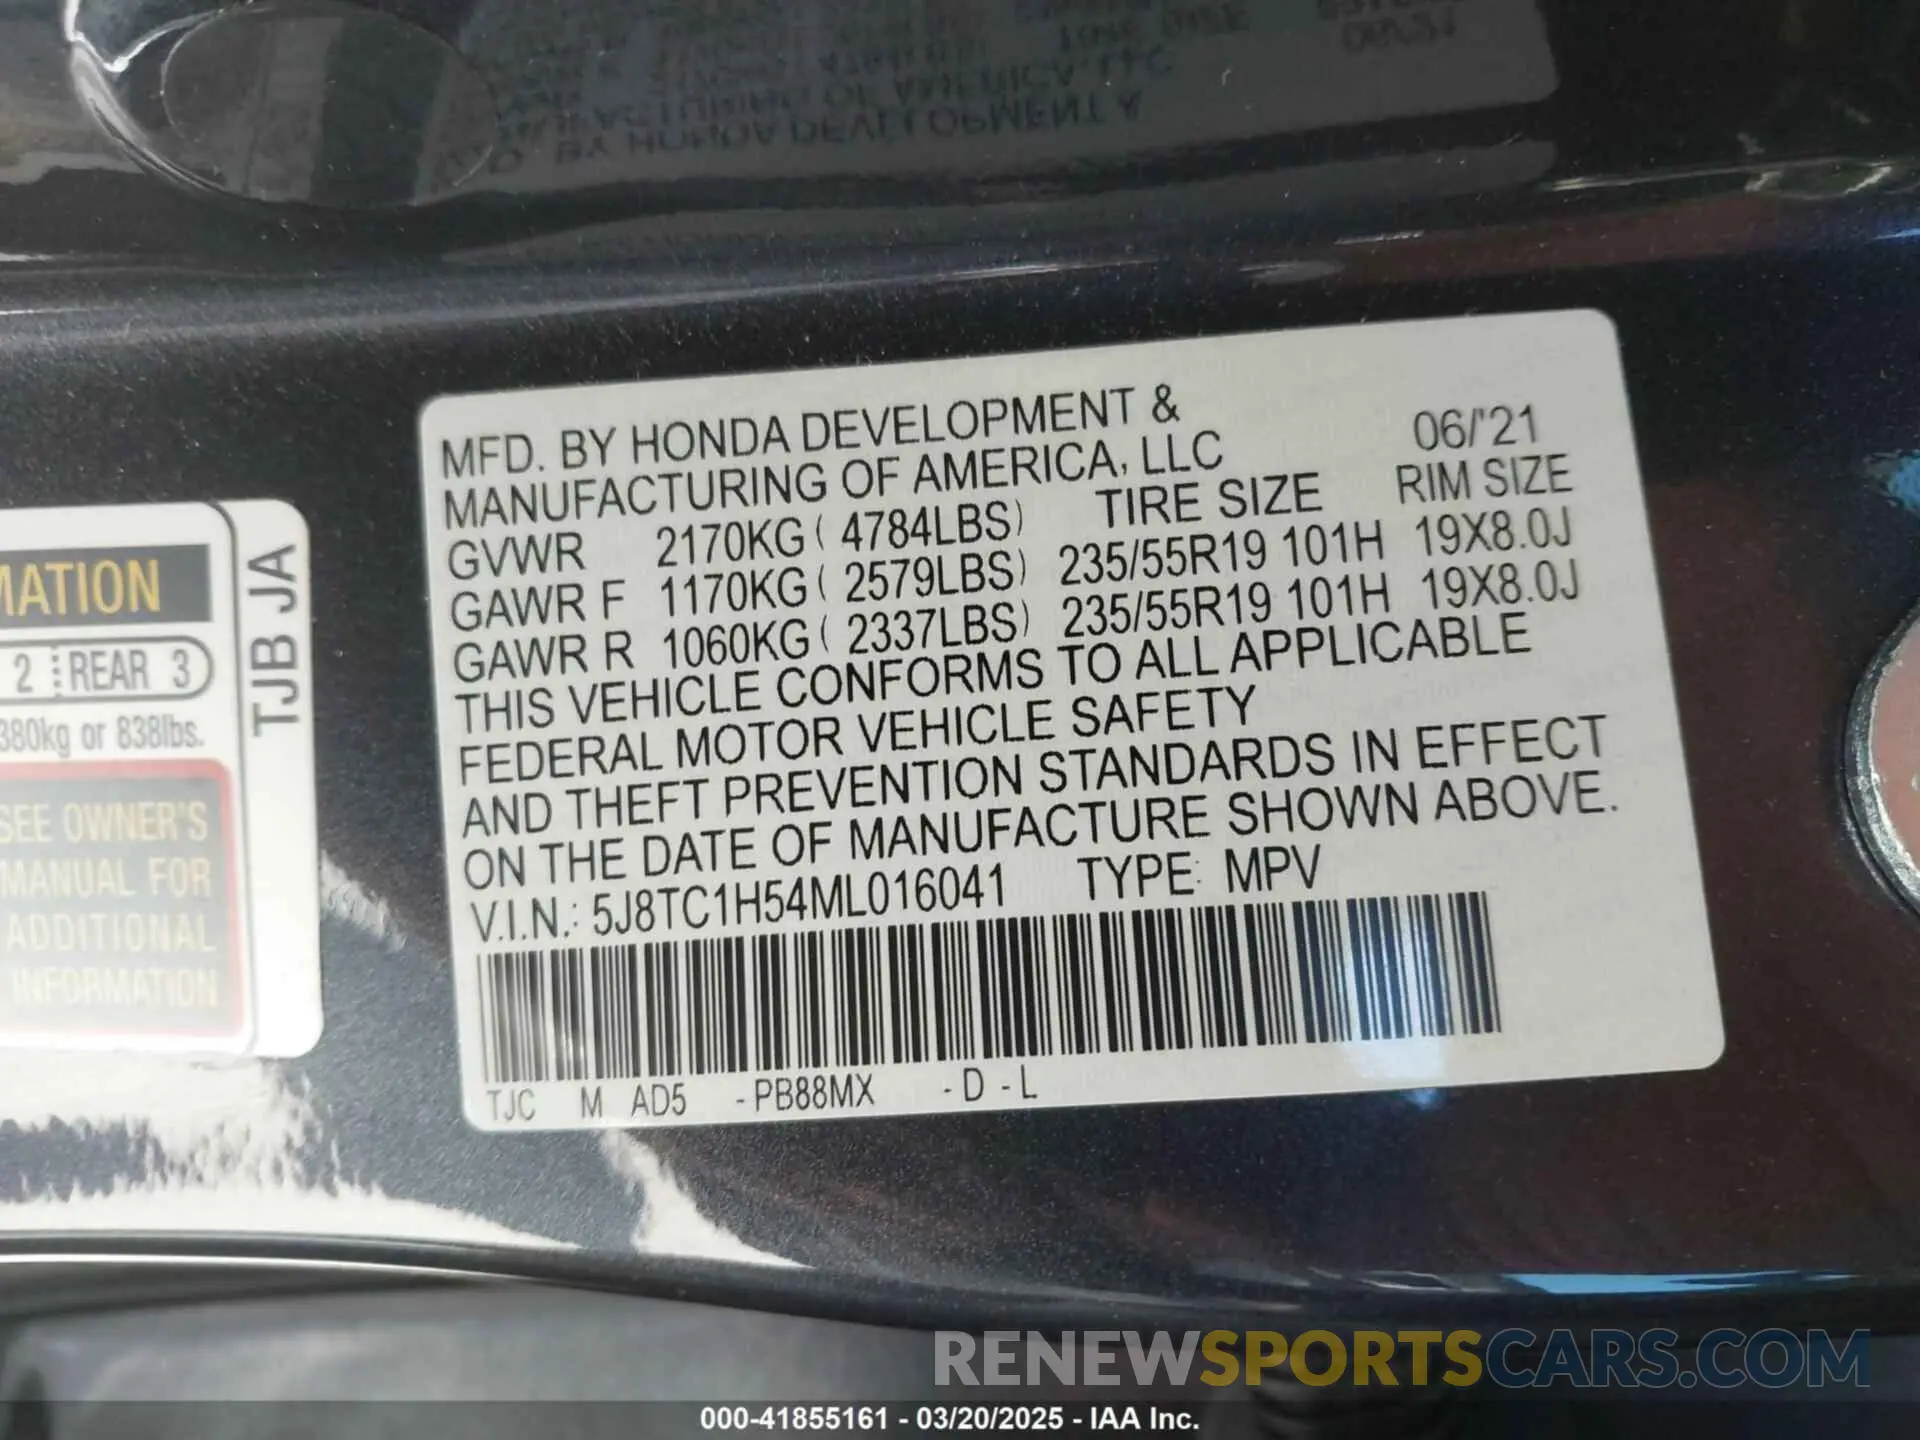 MFD. BY HONDA DEVELOPMENT &
MANUFACTURING OF AMERICA, LLC 06/'21
GVWR 2170KG ( 4784LBS) TIRE SIZE RIM SIZE
GAWR F 1170KG ( 2579LBS) 235/55R19 101H 19X8.0J
GAWR R 1060KG ( 2337LBS) 235/55R19 101H 19X8.0J
THIS VEHICLE CONFORMS TO ALL APPLICABLE
FEDERAL MOTOR VEHICLE SAFETY
AND THEFT PREVENTION STANDARDS IN EFFECT
ON THE DATE OF MANUFACTURE SHOWN ABOVE.
V.I.N.: 5J8TC1H54ML016041 TYPE: MPV
TJC M AD5 -PB88MX -D -L
MATION
2 REAR 3
380kg or 838lbs.
SEE OWNER'S
MANUAL FOR
ADDITIONAL
INFORMATION
TJB JA
RENEWSPORTSCARS.COM
000-41855161 - 03/20/2025 - IAA Inc.